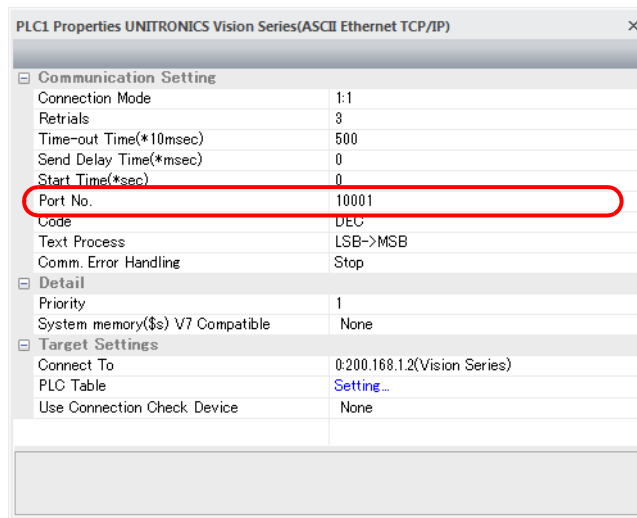 PLC1 Properties UNITRONICS Vision Series(ASCII Ethernet TCP/IP)
Communication Setting
Connection Mode 1:1
Retrials 3
Time-out Time(*10msec) 500
Send Delay Time(*msec) 0
Start Time(*sec) 0
Port No. 10001
Code DEC
Text Process LSB->MSB
Comm. Error Handling Stop
Detail
Priority 1
System memory($s) V7 Compatible None
Target Settings
Connect To 0:200.168.1.2(Vision Series)
PLC Table Setting...
Use Connection Check Device None